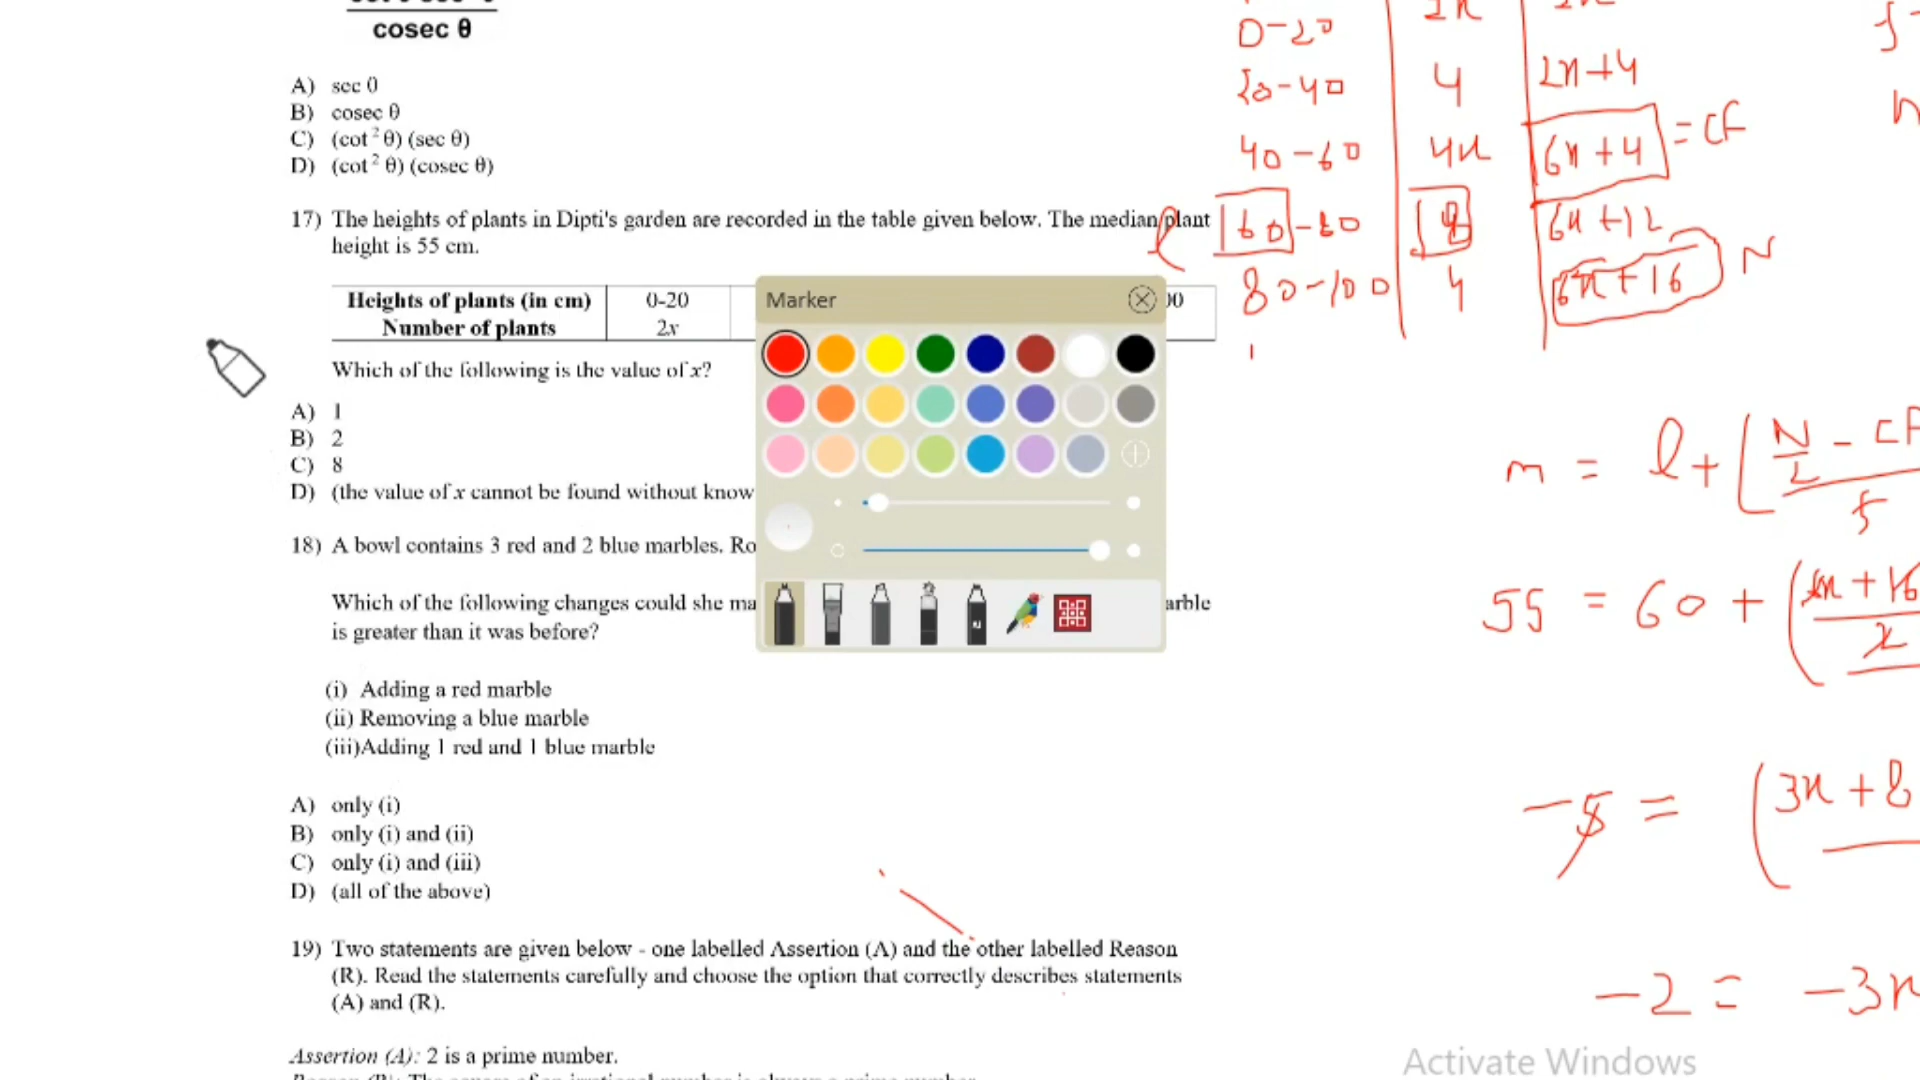 cosec θ
A) sec θ
B) cosec θ
C) (cot² θ) (sec θ)
D) (cot² θ) (cosec θ)
17) The heights of plants in Dipti's garden are recorded in the table given below. The median plant
height is 55 cm.
Heights of plants (in cm) 0-20
Number of plants 2x
Which of the following is the value of x?
A) 1
B) 2
C) 8
D) (the value of x cannot be found without know
18) A bowl contains 3 red and 2 blue marbles. Ro
Which of the following changes could she ma arble
is greater than it was before?
(i) Adding a red marble
(ii) Removing a blue marble
(iii)Adding 1 red and 1 blue marble
A) only (i)
B) only (i) and (ii)
C) only (i) and (iii)
D) (all of the above)
19) Two statements are given below - one labelled Assertion (A) and the other labelled Reason
(R). Read the statements carefully and choose the option that correctly describes statements
(A) and (R).
Assertion (A): 2 is a prime number.
Marker
0-20
20-40 4 2x+4
40-60 4x 6x+4 = CF
l 60-80 8 6x+12
80-100 4 6x+16 N
m = l + ( N/2 - CF
55 = 60 + (
-5 = ( 3x+8
-2 = -3x
Activate Windows